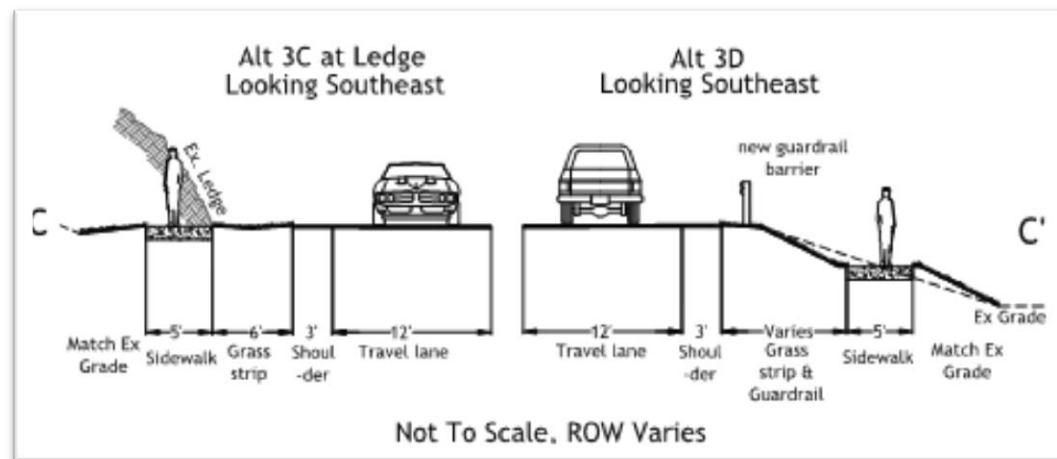 Alt 3C at Ledge
Looking Southeast
Alt 3D
Looking Southeast
new guardrail
barrier
Ex. Ledge
C
C'
Ex Grade
5'
6'
3'
12'
12'
3'
Varies
5'
Match Ex
Grade
Sidewalk
Grass
strip
Shoul
-der
Travel lane
Travel lane
Shoul
-der
Grass
strip &
Guardrail
Sidewalk
Match Ex
Grade
Not To Scale, ROW Varies